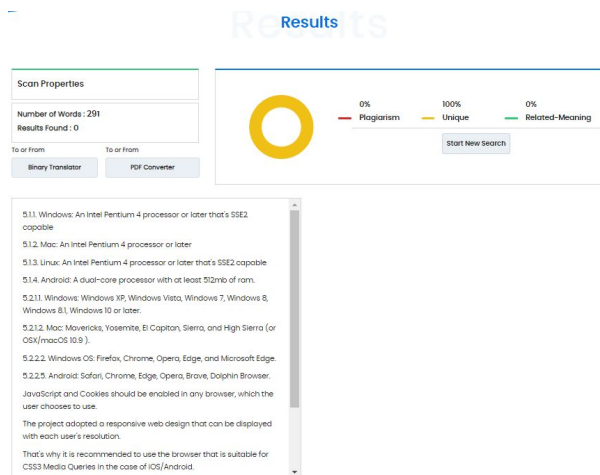 Results
Scan Properties
Number of Words : 291
Results Found : 0
To or From
To or From
Binary Translator
PDF Converter
0%
Plagiarism
100%
Unique
0%
Related-Meaning
Start New Search
5.1.1. Windows: An Intel Pentium 4 processor or later that's SSE2
capable
5.1.2. Mac: An Intel Pentium 4 processor or later
5.1.3. Linux: An Intel Pentium 4 processor or later that's SSE2 capable
5.1.4. Android: A dual-core processor with at least 512mb of ram.
5.2.1.1. Windows: Windows XP, Windows Vista, Windows 7, Windows 8,
Windows 8.1, Windows 10 or later.
5.2.1.2. Mac: Mavericks, Yosemite, El Capitan, Sierra, and High Sierra (or
OSX/macOS 10.9 ).
5.2.2.2. Windows OS: Firefox, Chrome, Opera, Edge, and Microsoft Edge.
5.2.2.5. Android: Safari, Chrome, Edge, Opera, Brave, Dolphin Browser.
JavaScript and Cookies should be enabled in any browser, which the
user chooses to use.
The project adopted a responsive web design that can be displayed
with each user's resolution.
That's why it is recommended to use the browser that is suitable for
CSS3 Media Queries in the case of iOS/Android.